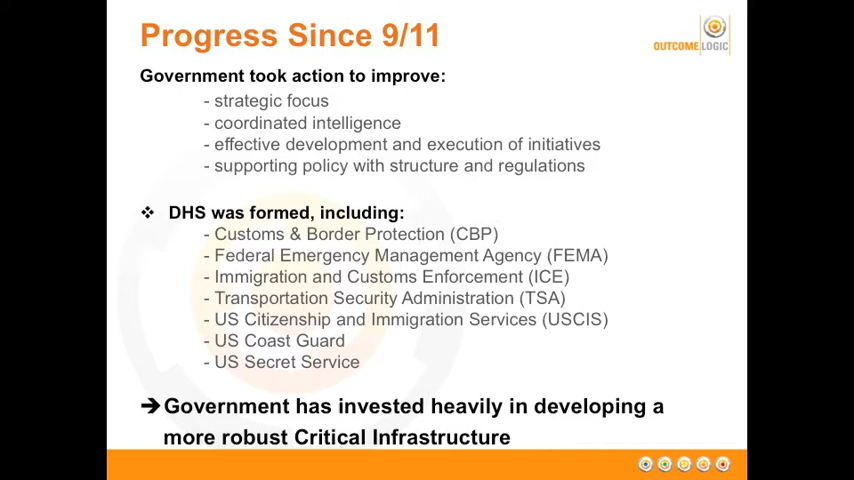 Progress Since 9/11
OUTCOME LOGIC
Government took action to improve:
- strategic focus
- coordinated intelligence
- effective development and execution of initiatives
- supporting policy with structure and regulations
❖ DHS was formed, including:
- Customs & Border Protection (CBP)
- Federal Emergency Management Agency (FEMA)
- Immigration and Customs Enforcement (ICE)
- Transportation Security Administration (TSA)
- US Citizenship and Immigration Services (USCIS)
- US Coast Guard
- US Secret Service
➔ Government has invested heavily in developing a
more robust Critical Infrastructure